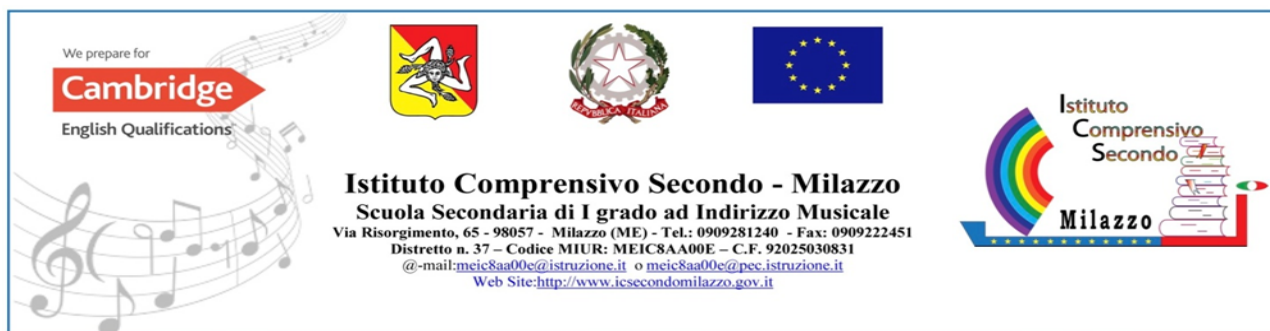 We prepare for
Cambridge
English Qualifications
REPVBBLICA ITALIANA
Istituto Comprensivo Secondo - Milazzo
Scuola Secondaria di I grado ad Indirizzo Musicale
Via Risorgimento, 65 - 98057 - Milazzo (ME) - Tel.: 0909281240 - Fax: 0909222451
Distretto n. 37 – Codice MIUR: MEIC8AA00E – C.F. 92025030831
@-mail:meic8aa00e@istruzione.it o meic8aa00e@pec.istruzione.it
Web Site:http://www.icsecondomilazzo.gov.it
Istituto
Comprensivo
Secondo
Milazzo